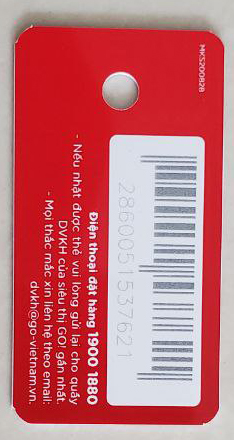 MKS200828
2860051537621
Điện thoại đặt hàng 1900 1880
- Nếu nhặt được thẻ vui lòng gửi lại cho quầy
DVKH của siêu thị GO! gần nhất.
- Mọi thắc mắc xin liên hệ theo email:
dvkh@go-vietnam.vn.